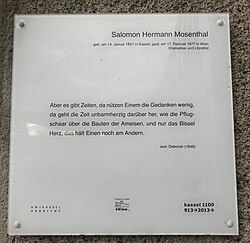 Salomon Hermann Mosenthal
geb. am 14. Januar 1821 in Kassel, gest. am 17. Februar 1877 in Wien
Dramatiker und Librettist
Aber es gibt Zeiten, da nützen Einem die Gedanken wenig,
da geht die Zeit unbarmherzig darüber her, wie die Pflug-
schaar über die Bauten der Ameisen, und nur das Bissel
Herz, das hält Einen noch am Andern.
aus: Deborah (1848)
UNIKASSEL
VERSITÄT
kassel 1100
913→2013→